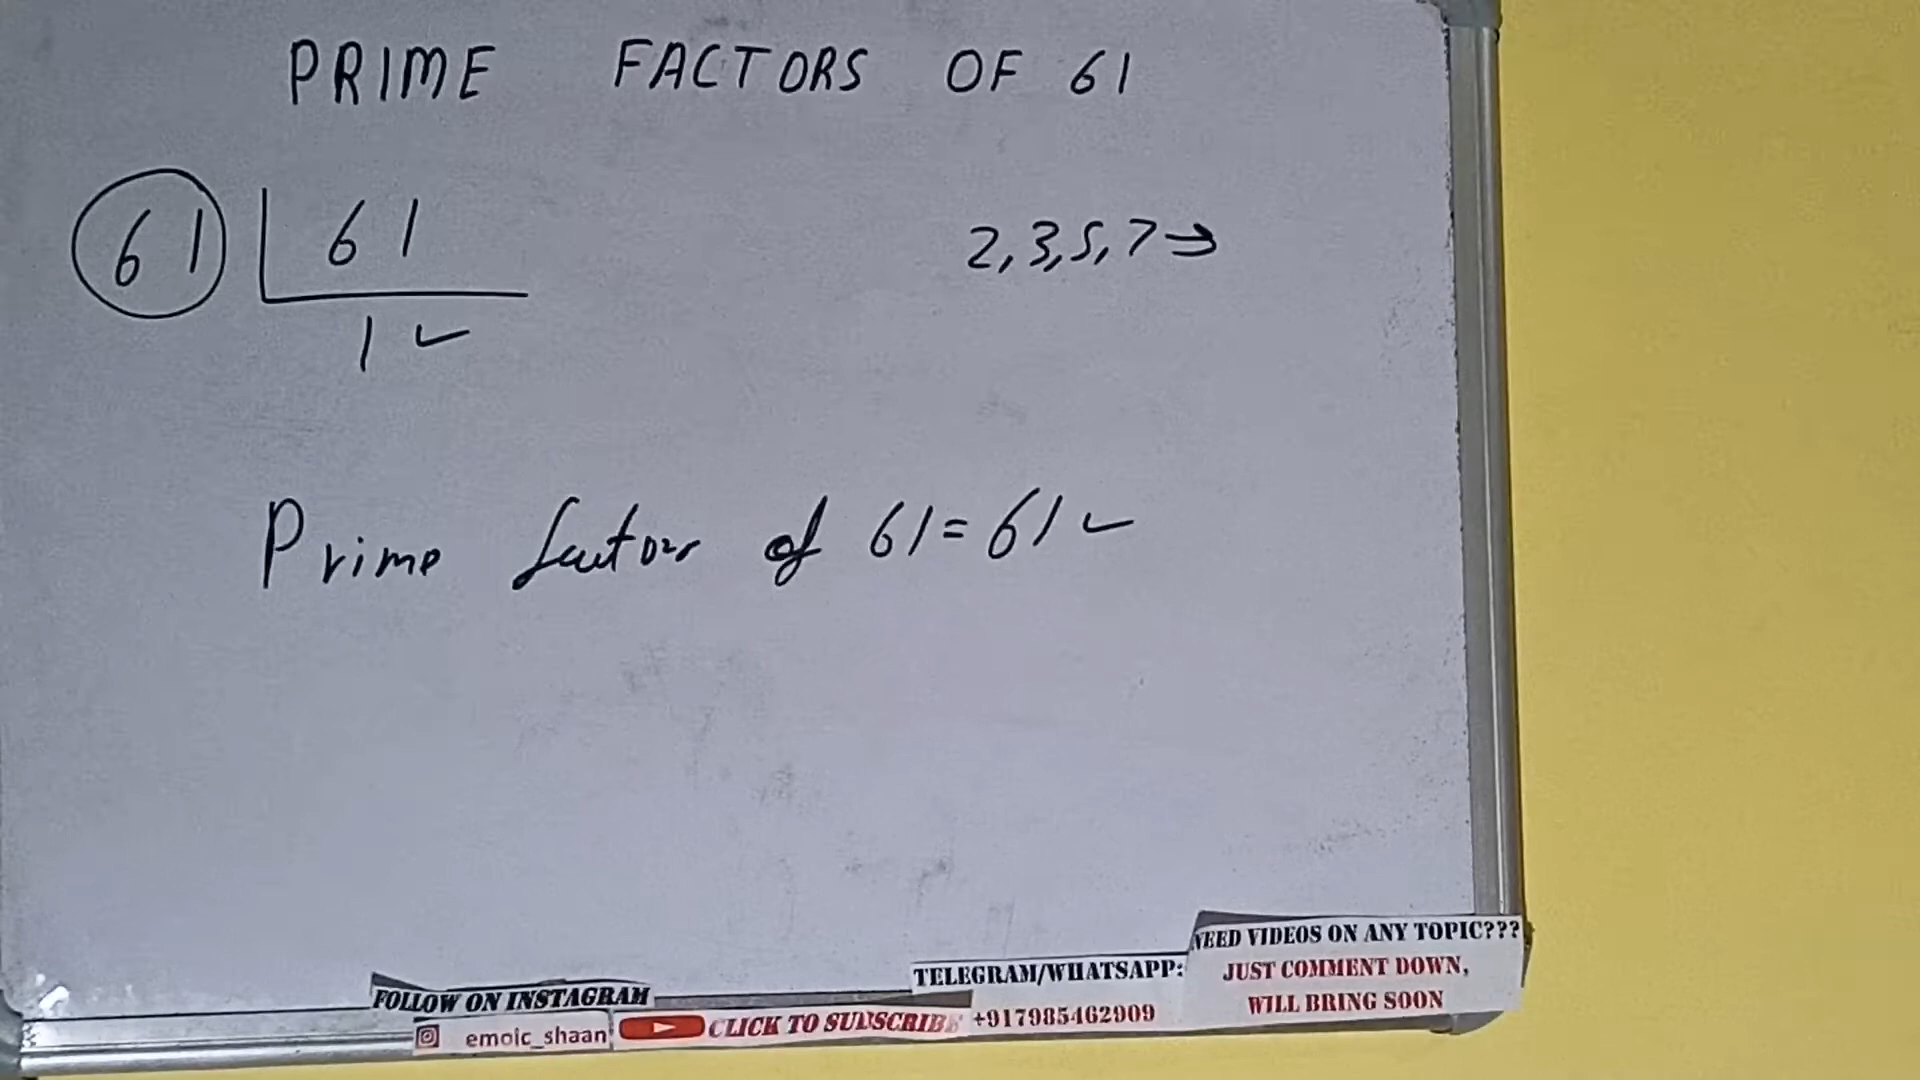 PRIME FACTORS OF 61
61 61
1 ✓
2, 3, 5, 7 →
Prime factors of 61 = 61 ✓
NEED VIDEOS ON ANY TOPIC???
JUST COMMENT DOWN,
WILL BRING SOON
TELEGRAM/WHATSAPP:
+917985462909
FOLLOW ON INSTAGRAM
emoic_shaan
CLICK TO SUBSCRIBE